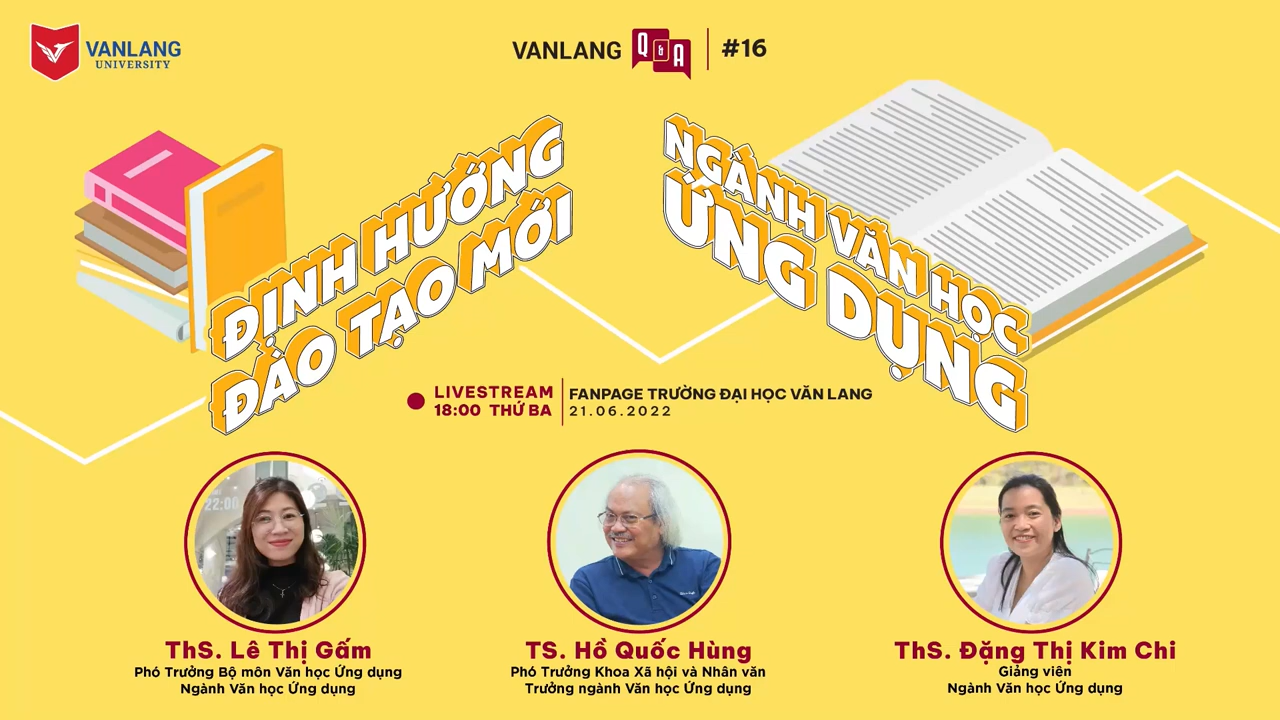 VANLANG
UNIVERSITY
VANLANG Q&A #16
ĐỊNH HƯỚNG
ĐÀO TẠO MỚI
NGÀNH VĂN HỌC
ỨNG DỤNG
LIVESTREAM
18:00 THỨ BA
FANPAGE TRƯỜNG ĐẠI HỌC VĂN LANG
21.06.2022
22:00
ThS. Lê Thị Gấm
Phó Trưởng Bộ môn Văn học Ứng dụng
Ngành Văn học Ứng dụng
TS. Hồ Quốc Hùng
Phó Trưởng Khoa Xã hội và Nhân văn
Trưởng ngành Văn học Ứng dụng
ThS. Đặng Thị Kim Chi
Giảng viên
Ngành Văn học Ứng dụng